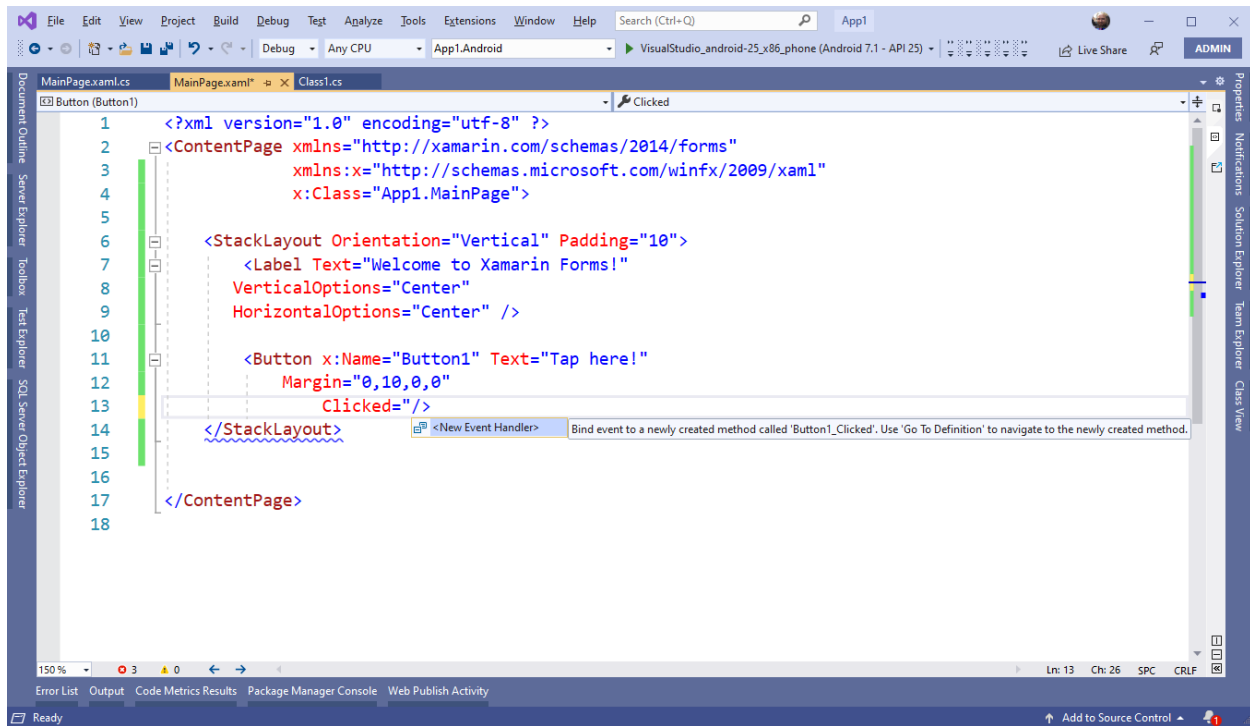 File Edit View Project Build Debug Test Analyze Tools Extensions Window Help Search (Ctrl+Q) App1
Debug Any CPU App1.Android VisualStudio_android-25_x86_phone (Android 7.1 - API 25) Live Share ADMIN
MainPage.xaml.cs MainPage.xaml* Class1.cs
Button (Button1) Clicked
1 <?xml version="1.0" encoding="utf-8" ?>
2 <ContentPage xmlns="http://xamarin.com/schemas/2014/forms"
3 xmlns:x="http://schemas.microsoft.com/winfx/2009/xaml"
4 x:Class="App1.MainPage">
5
6 <StackLayout Orientation="Vertical" Padding="10">
7 <Label Text="Welcome to Xamarin Forms!"
8 VerticalOptions="Center"
9 HorizontalOptions="Center" />
10
11 <Button x:Name="Button1" Text="Tap here!"
12 Margin="0,10,0,0"
13 Clicked="/>
14 </StackLayout>
<New Event Handler> Bind event to a newly created method called 'Button1_Clicked'. Use 'Go To Definition' to navigate to the newly created method.
15
16
17 </ContentPage>
18
Document Outline
Server Explorer
Toolbox
Test Explorer
SQL Server Object Explorer
Properties
Notifications
Solution Explorer
Team Explorer
Class View
150 % 3 0 Ln: 13 Ch: 26 SPC CRLF
Error List Output Code Metrics Results Package Manager Console Web Publish Activity
Ready Add to Source Control 1